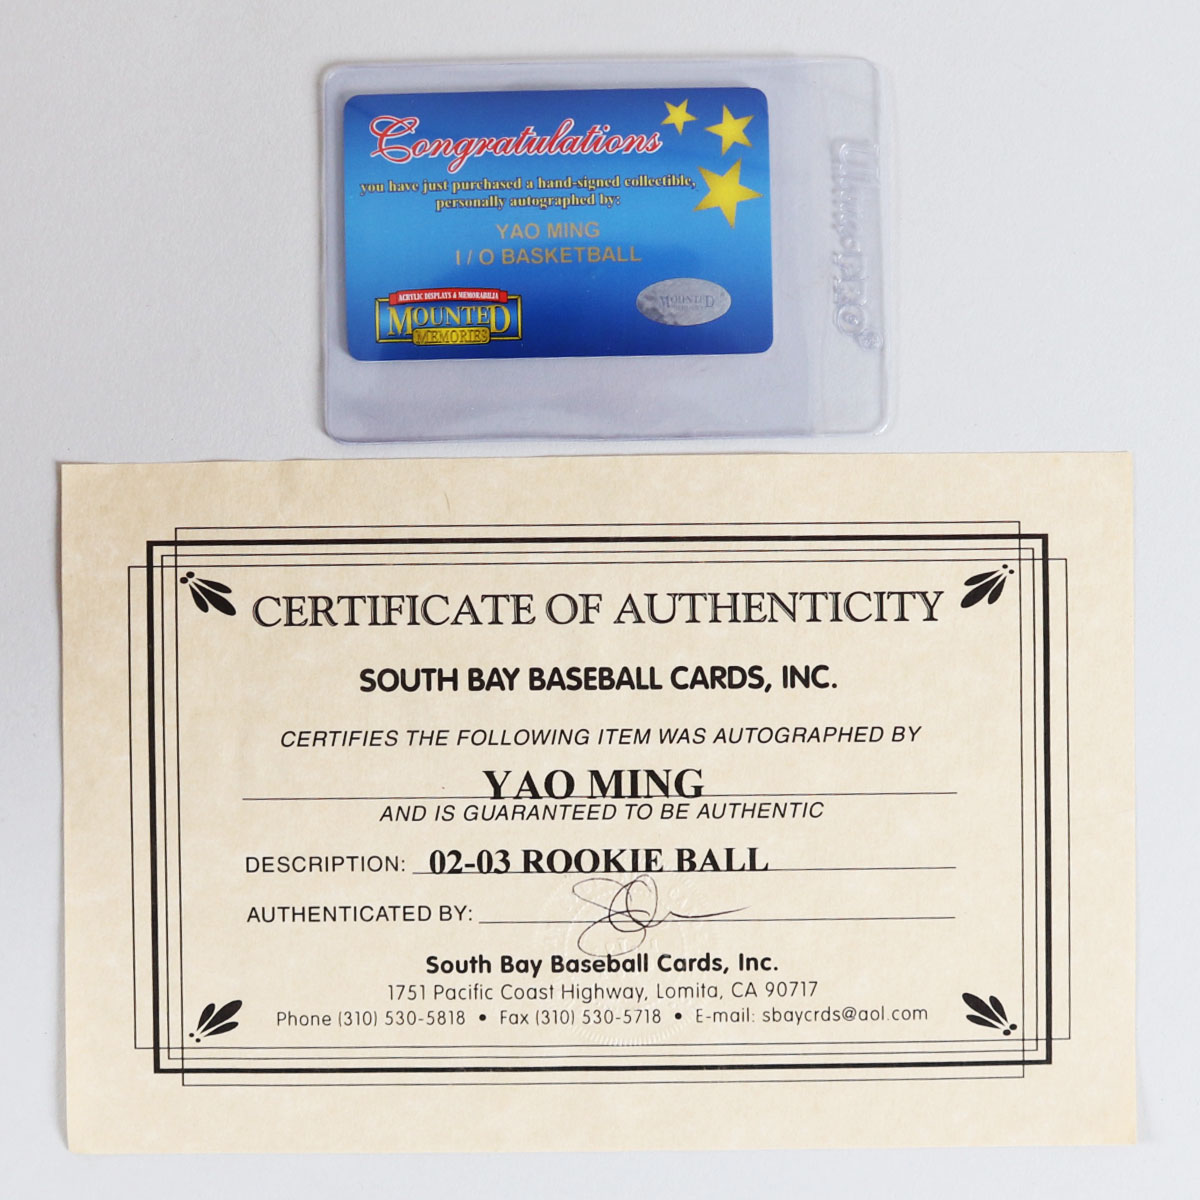 Congratulations
you have just purchased a hand-signed collectible,
personally autographed by:
YAO MING
I / O BASKETBALL
ACRYLIC DISPLAYS & MEMORABILIA
MOUNTED
MEMORIES
MOUNTED
UltraPRO®
CERTIFICATE OF AUTHENTICITY
SOUTH BAY BASEBALL CARDS, INC.
CERTIFIES THE FOLLOWING ITEM WAS AUTOGRAPHED BY
YAO MING
AND IS GUARANTEED TO BE AUTHENTIC
DESCRIPTION: 02-03 ROOKIE BALL
AUTHENTICATED BY:
South Bay Baseball Cards, Inc.
1751 Pacific Coast Highway, Lomita, CA 90717
Phone (310) 530-5818 • Fax (310) 530-5718 • E-mail: sbaycrds@aol.com